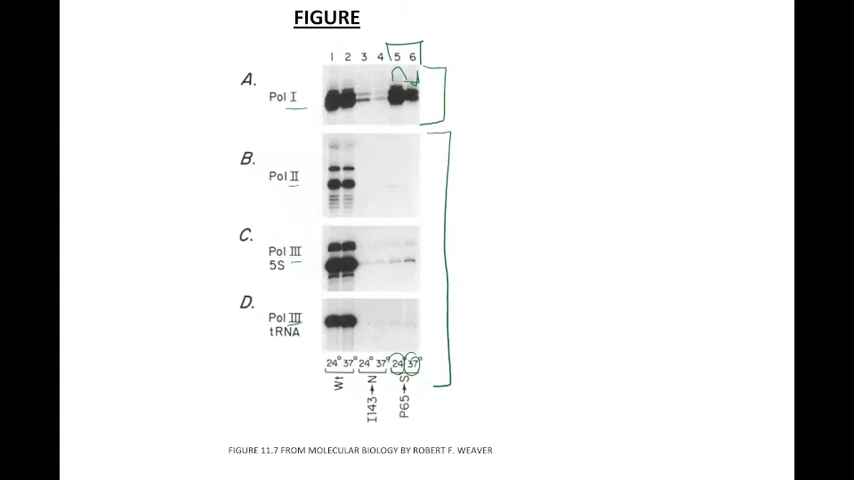 FIGURE
1 2 3 4 5 6
A.
Pol I
B.
Pol II
C.
Pol III
5S
D.
Pol III
tRNA
24° 37° 24° 37° 24° 37°
Wt
I143→N
P65→S
FIGURE 11.7 FROM MOLECULAR BIOLOGY BY ROBERT F. WEAVER